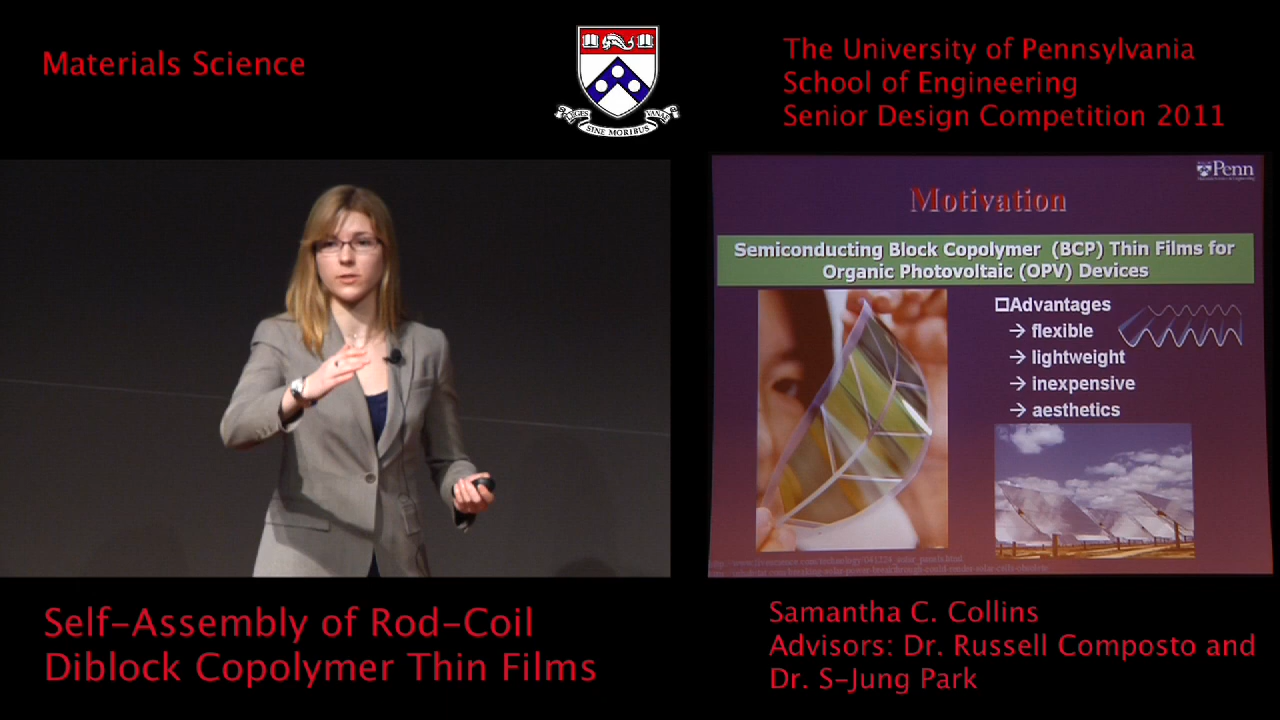 Materials Science
SINE MORIBUS
The University of Pennsylvania
School of Engineering
Senior Design Competition 2011
Penn
Motivation
Semiconducting Block Copolymer (BCP) Thin Films for
Organic Photovoltaic (OPV) Devices
Advantages
→ flexible
→ lightweight
→ inexpensive
→ aesthetics
Self-Assembly of Rod-Coil
Diblock Copolymer Thin Films
Samantha C. Collins
Advisors: Dr. Russell Composto and
Dr. S-Jung Park